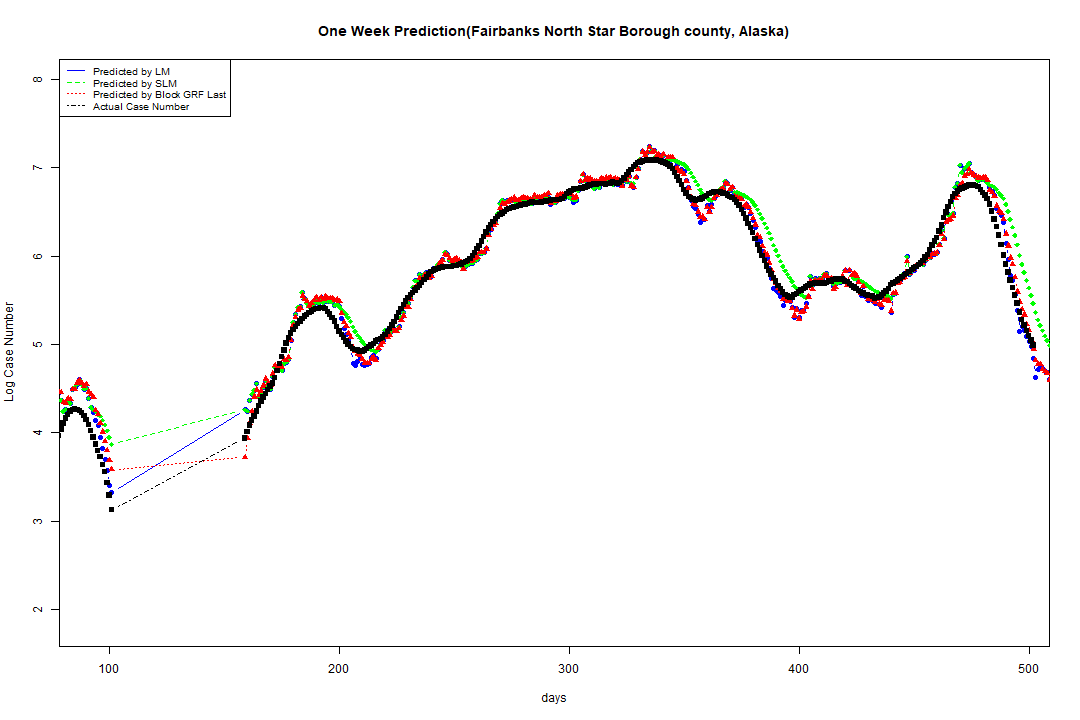 One Week Prediction(Fairbanks North Star Borough county, Alaska)
Predicted by LM
Predicted by SLM
Predicted by Block GRF Last
Actual Case Number
8
7
6
5
4
3
2
Log Case Number
100 200 300 400 500
days